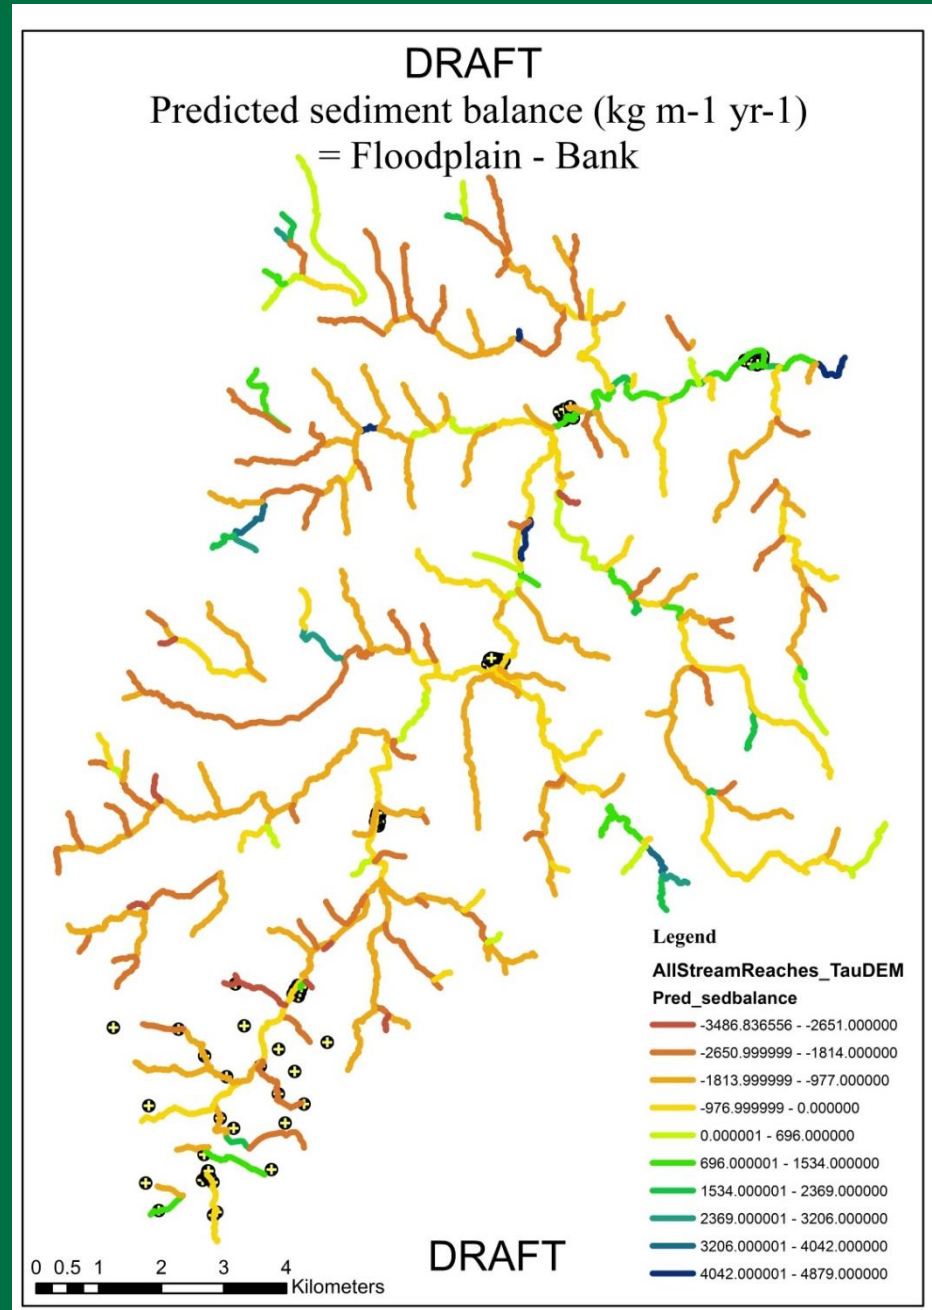 DRAFT
Predicted sediment balance (kg m-1 yr-1)
= Floodplain - Bank
Legend
AllStreamReaches_TauDEM
Pred_sedbalance
-3486.836556 - -2651.000000
-2650.999999 - -1814.000000
-1813.999999 - -977.000000
-976.999999 - 0.000000
0.000001 - 696.000000
696.000001 - 1534.000000
1534.000001 - 2369.000000
2369.000001 - 3206.000000
3206.000001 - 4042.000000
4042.000001 - 4879.000000
DRAFT
0 0.5 1 2 3 4
Kilometers